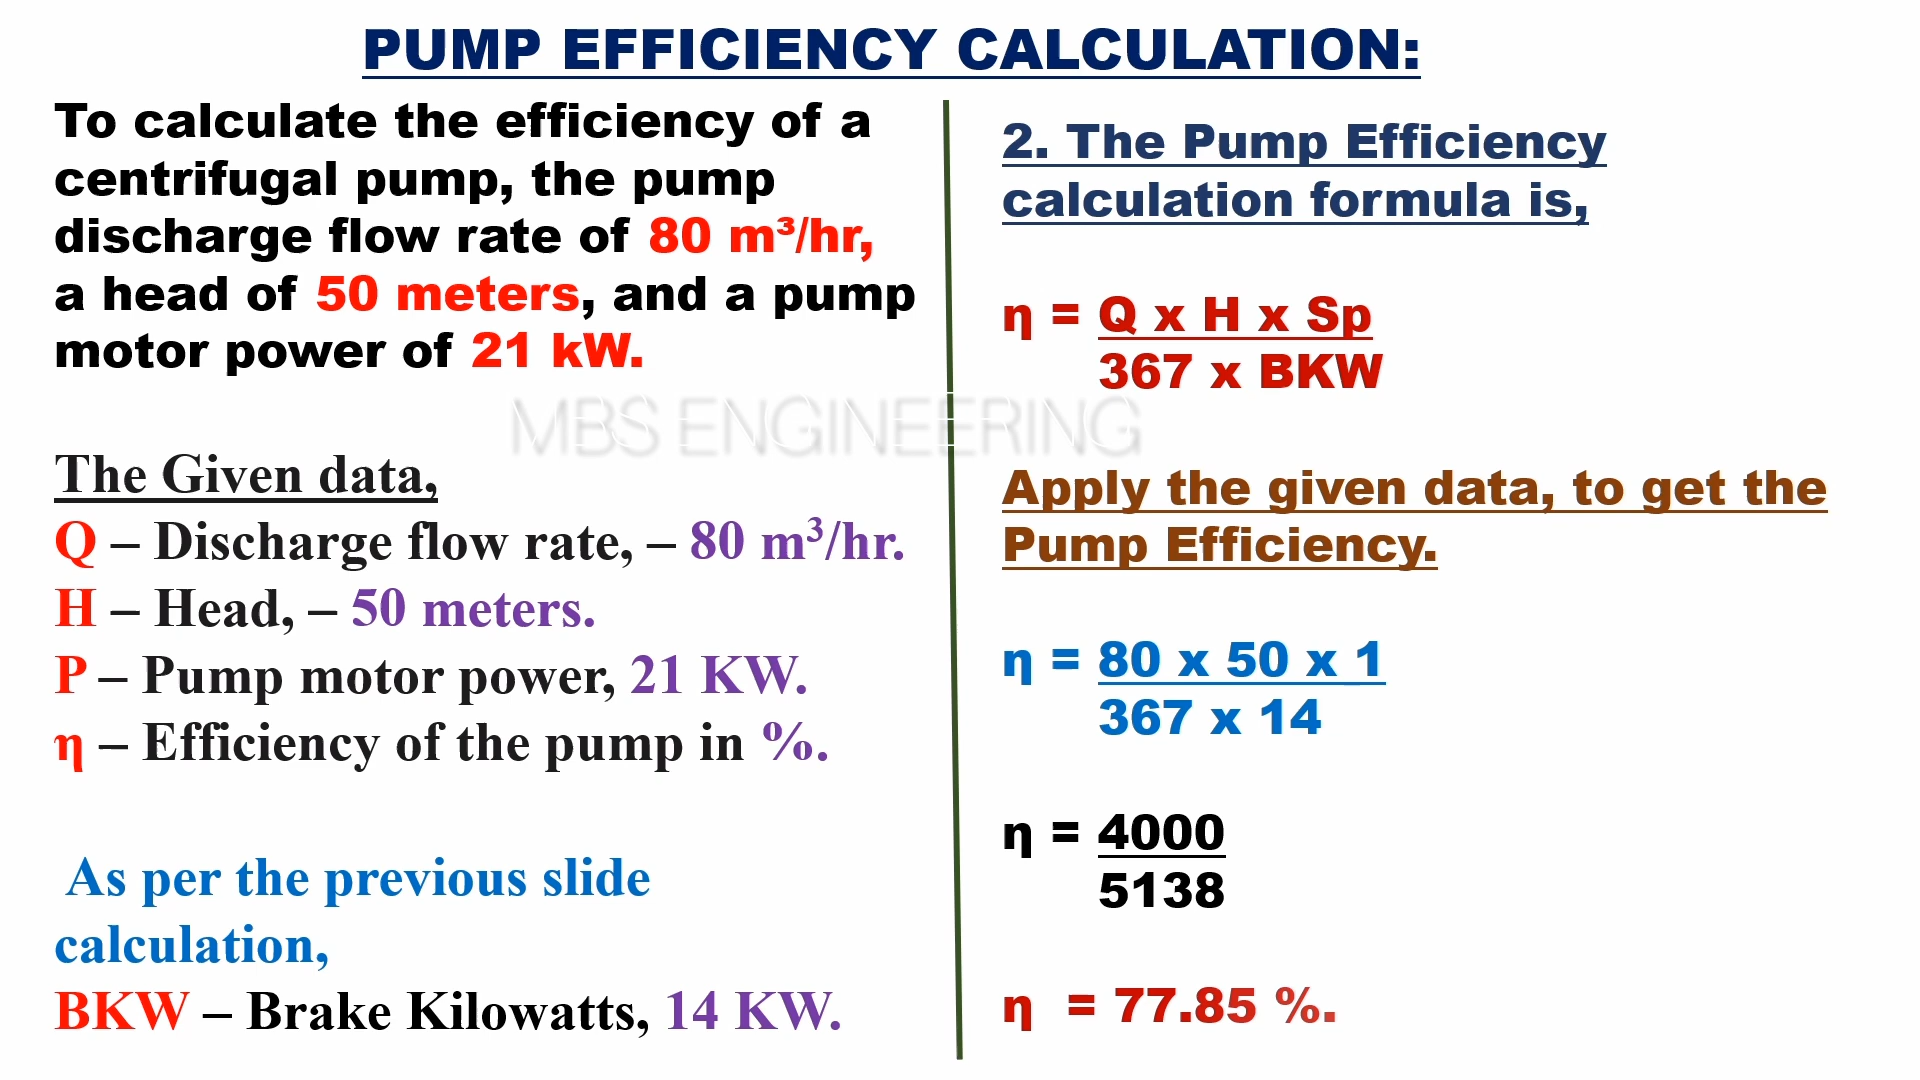 PUMP EFFICIENCY CALCULATION:
To calculate the efficiency of a
centrifugal pump, the pump
discharge flow rate of 80 m³/hr,
a head of 50 meters, and a pump
motor power of 21 kW.
MBS ENGINEERING
The Given data,
Q – Discharge flow rate, – 80 m³/hr.
H – Head, – 50 meters.
P – Pump motor power, 21 KW.
η – Efficiency of the pump in %.
As per the previous slide
calculation,
BKW – Brake Kilowatts, 14 KW.
2. The Pump Efficiency
calculation formula is,
η = Q x H x Sp
367 x BKW
Apply the given data, to get the
Pump Efficiency.
η = 80 x 50 x 1
367 x 14
η = 4000
5138
η = 77.85 %.